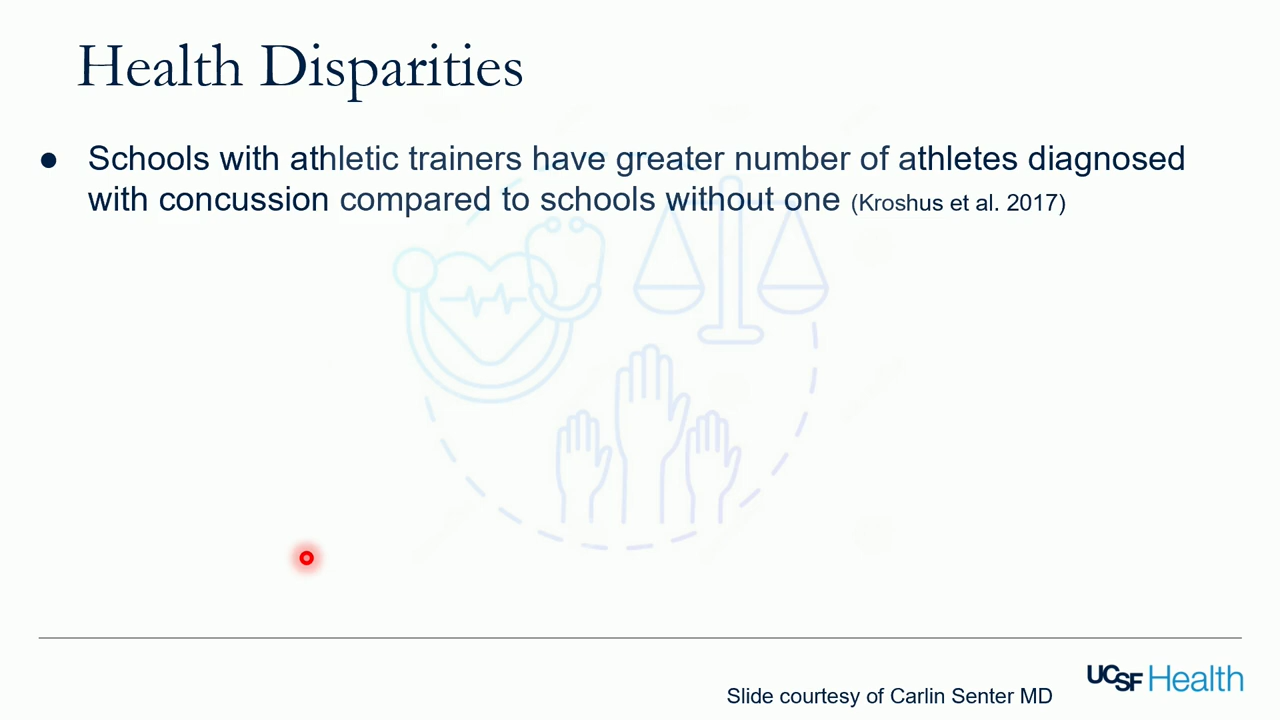 Health Disparities
● Schools with athletic trainers have greater number of athletes diagnosed
with concussion compared to schools without one (Kroshus et al. 2017)
Slide courtesy of Carlin Senter MD
UCSF Health